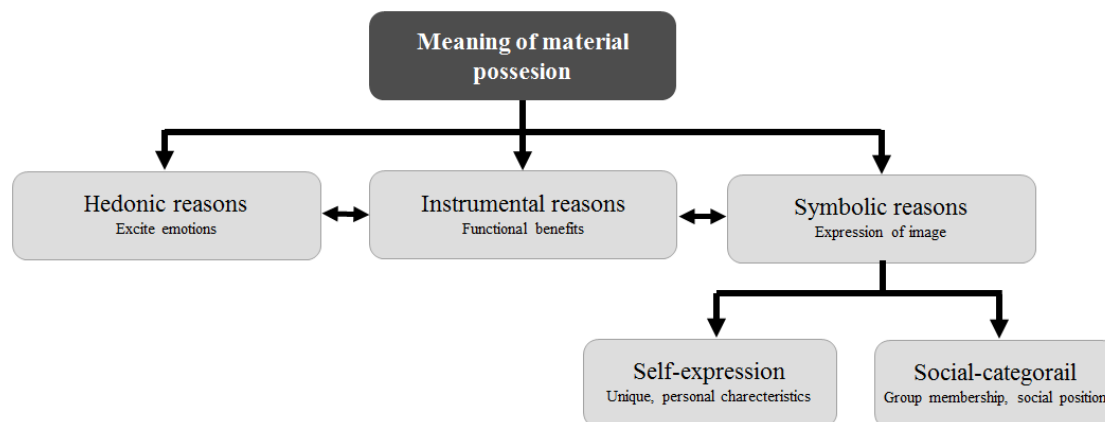 Meaning of material
possesion
Hedonic reasons
Excite emotions
Instrumental reasons
Functional benefits
Symbolic reasons
Expression of image
Self-expression
Unique, personal charecteristics
Social-categorail
Group membership, social position